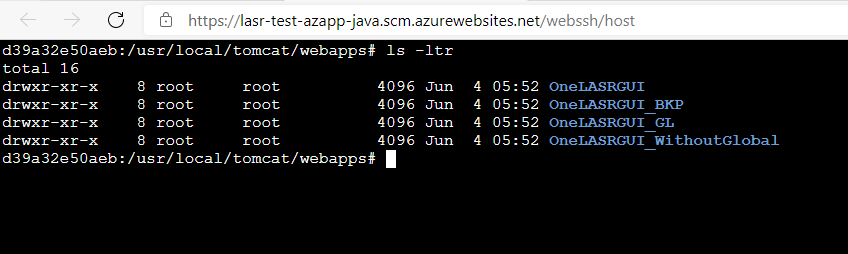 https://lasr-test-azapp-java.scm.azurewebsites.net/webssh/host
d39a32e50aeb:/usr/local/tomcat/webapps# ls -ltr
total 16
drwxr-xr-x    8 root     root          4096 Jun  4 05:52 OneLASRGUI
drwxr-xr-x    8 root     root          4096 Jun  4 05:52 OneLASRGUI_BKP
drwxr-xr-x    8 root     root          4096 Jun  4 05:52 OneLASRGUI_GL
drwxr-xr-x    8 root     root          4096 Jun  4 05:52 OneLASRGUI_WithoutGlobal
d39a32e50aeb:/usr/local/tomcat/webapps#